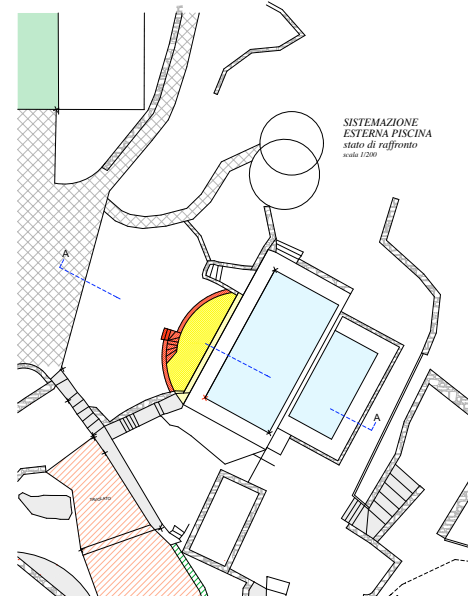 SISTEMAZIONE
ESTERNA PISCINA
stato di raffronto
scala 1:200
A
A